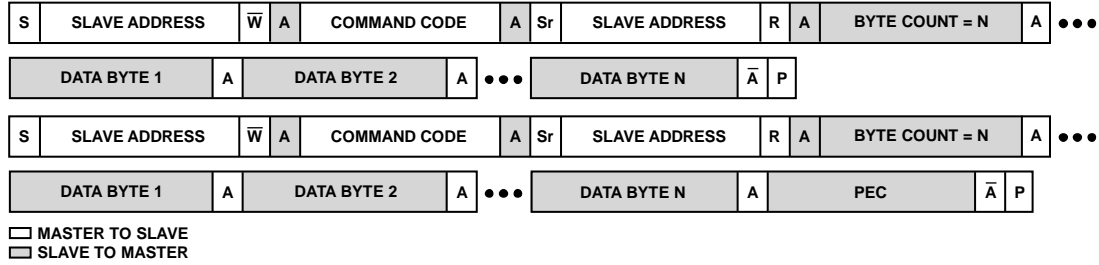 S SLAVE ADDRESS W̅ A COMMAND CODE A Sr SLAVE ADDRESS R A BYTE COUNT = N A •••
DATA BYTE 1 A DATA BYTE 2 A ••• DATA BYTE N A̅ P
S SLAVE ADDRESS W̅ A COMMAND CODE A Sr SLAVE ADDRESS R A BYTE COUNT = N A •••
DATA BYTE 1 A DATA BYTE 2 A ••• DATA BYTE N A PEC A̅ P
MASTER TO SLAVE
SLAVE TO MASTER